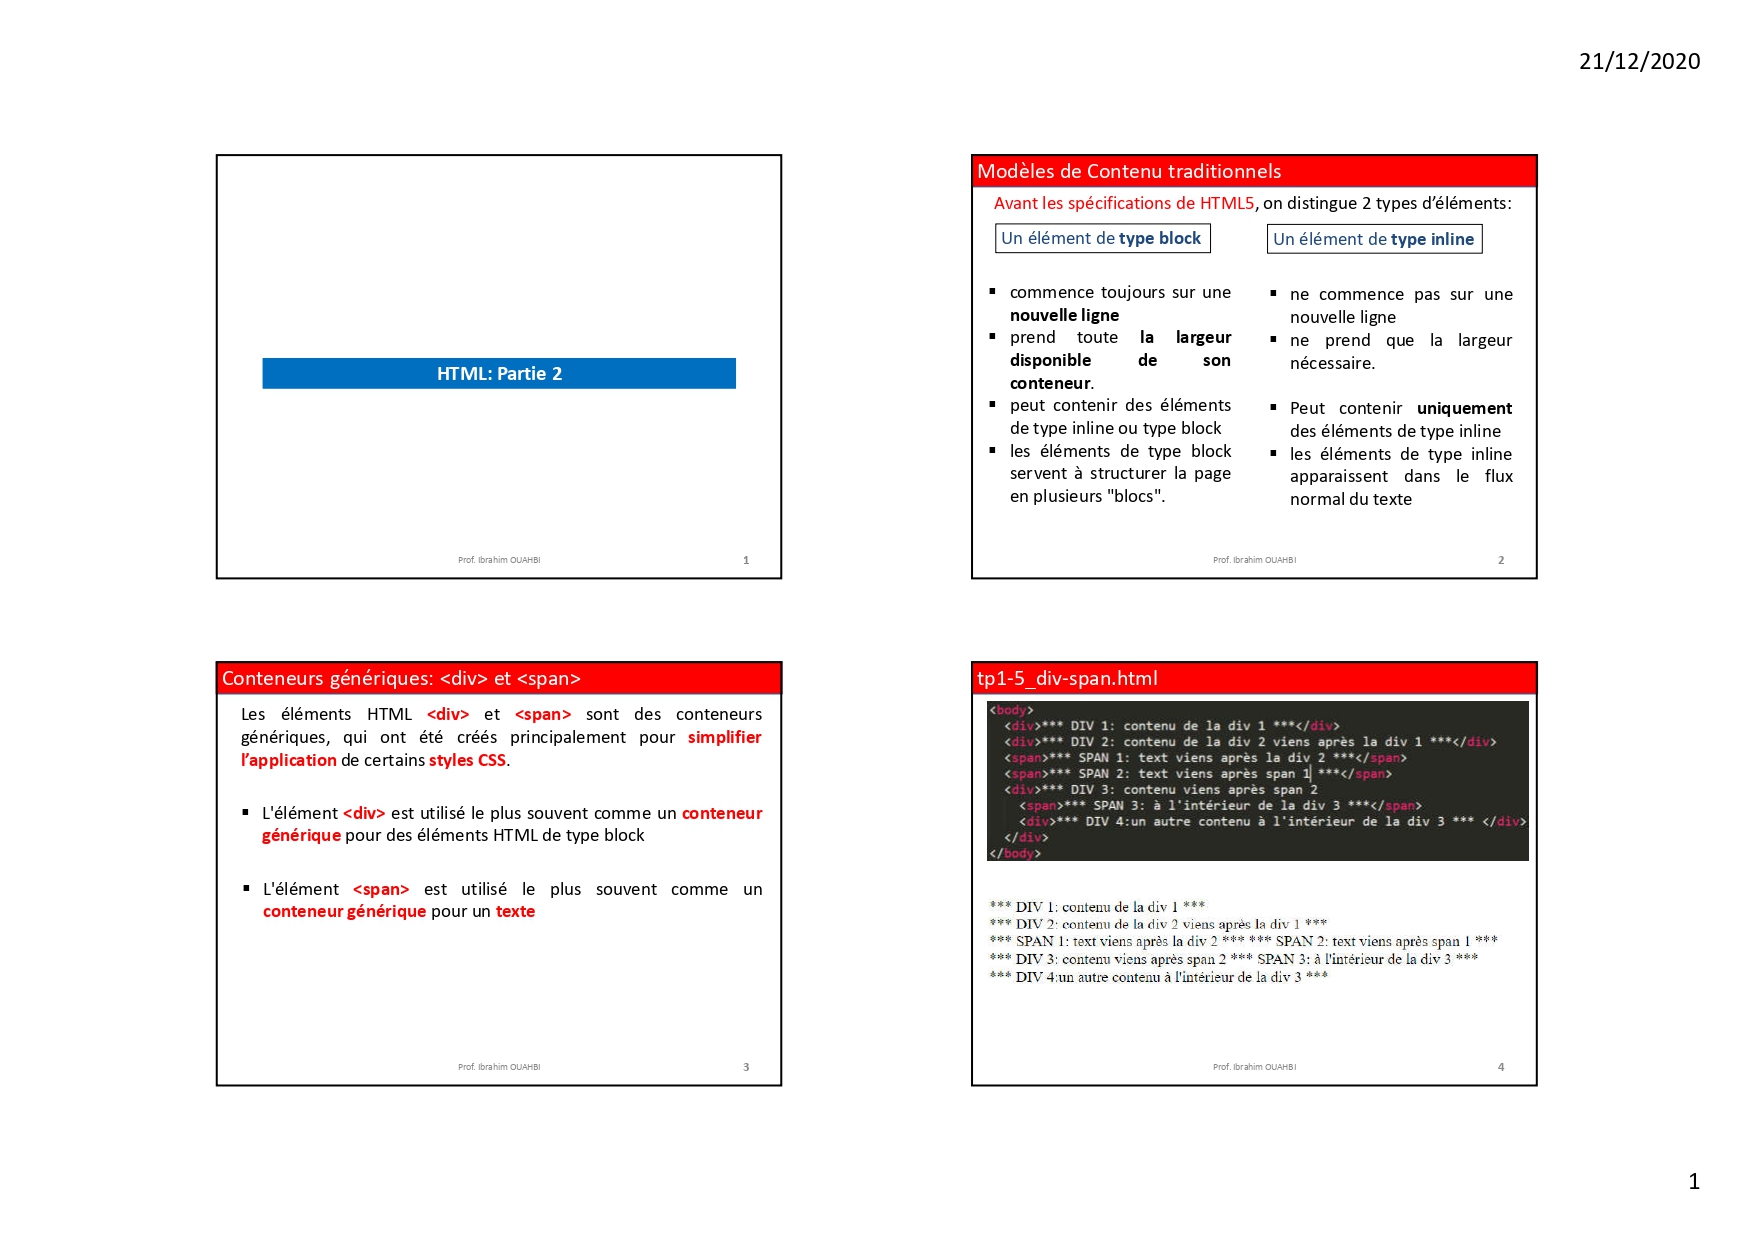 21/12/2020
HTML: Partie 2
Prof. Ibrahim OUAHBI
1
Modèles de Contenu traditionnels
Avant les spécifications de HTML5, on distingue 2 types d’éléments:
Un élément de type block
▪ commence toujours sur une
nouvelle ligne
▪ prend toute la largeur
disponible de son
conteneur.
▪ peut contenir des éléments
de type inline ou type block
▪ les éléments de type block
servent à structurer la page
en plusieurs "blocs".
Un élément de type inline
▪ ne commence pas sur une
nouvelle ligne
▪ ne prend que la largeur
nécessaire.
▪ Peut contenir uniquement
des éléments de type inline
▪ les éléments de type inline
apparaissent dans le flux
normal du texte
Prof. Ibrahim OUAHBI
2
Conteneurs génériques: <div> et <span>
Les éléments HTML <div> et <span> sont des conteneurs
génériques, qui ont été créés principalement pour simplifier
l’application de certains styles CSS.
▪ L'élément <div> est utilisé le plus souvent comme un conteneur
générique pour des éléments HTML de type block
▪ L'élément <span> est utilisé le plus souvent comme un
conteneur générique pour un texte
Prof. Ibrahim OUAHBI
3
tp1-5_div-span.html
<body>
<div>*** DIV 1: contenu de la div 1 ***</div>
<div>*** DIV 2: contenu de la div 2 viens après la div 1 ***</div>
<span>*** SPAN 1: text viens après la div 2 ***</span>
<span>*** SPAN 2: text viens après span 1 ***</span>
<div>*** DIV 3: contenu viens après span 2
<span>*** SPAN 3: à l'intérieur de la div 3 ***</span>
<div>*** DIV 4:un autre contenu à l'intérieur de la div 3 *** </div>
</div>
</body>
*** DIV 1: contenu de la div 1 ***
*** DIV 2: contenu de la div 2 viens après la div 1 ***
*** SPAN 1: text viens après la div 2 *** *** SPAN 2: text viens après span 1 ***
*** DIV 3: contenu viens après span 2 *** SPAN 3: à l'intérieur de la div 3 ***
*** DIV 4:un autre contenu à l'intérieur de la div 3 ***
Prof. Ibrahim OUAHBI
4
1